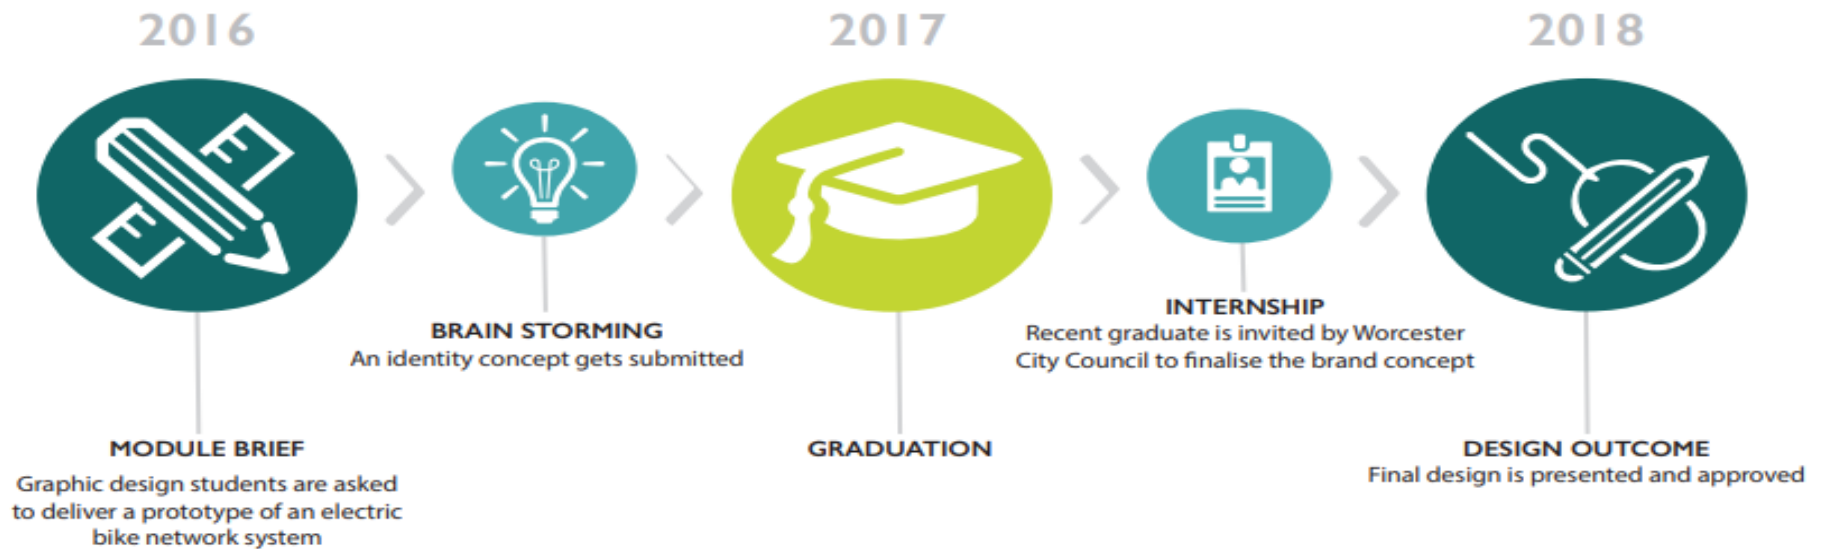 2016
2017
2018
MODULE BRIEF
Graphic design students are asked
to deliver a prototype of an electric
bike network system
BRAIN STORMING
An identity concept gets submitted
GRADUATION
INTERNSHIP
Recent graduate is invited by Worcester
City Council to finalise the brand concept
DESIGN OUTCOME
Final design is presented and approved